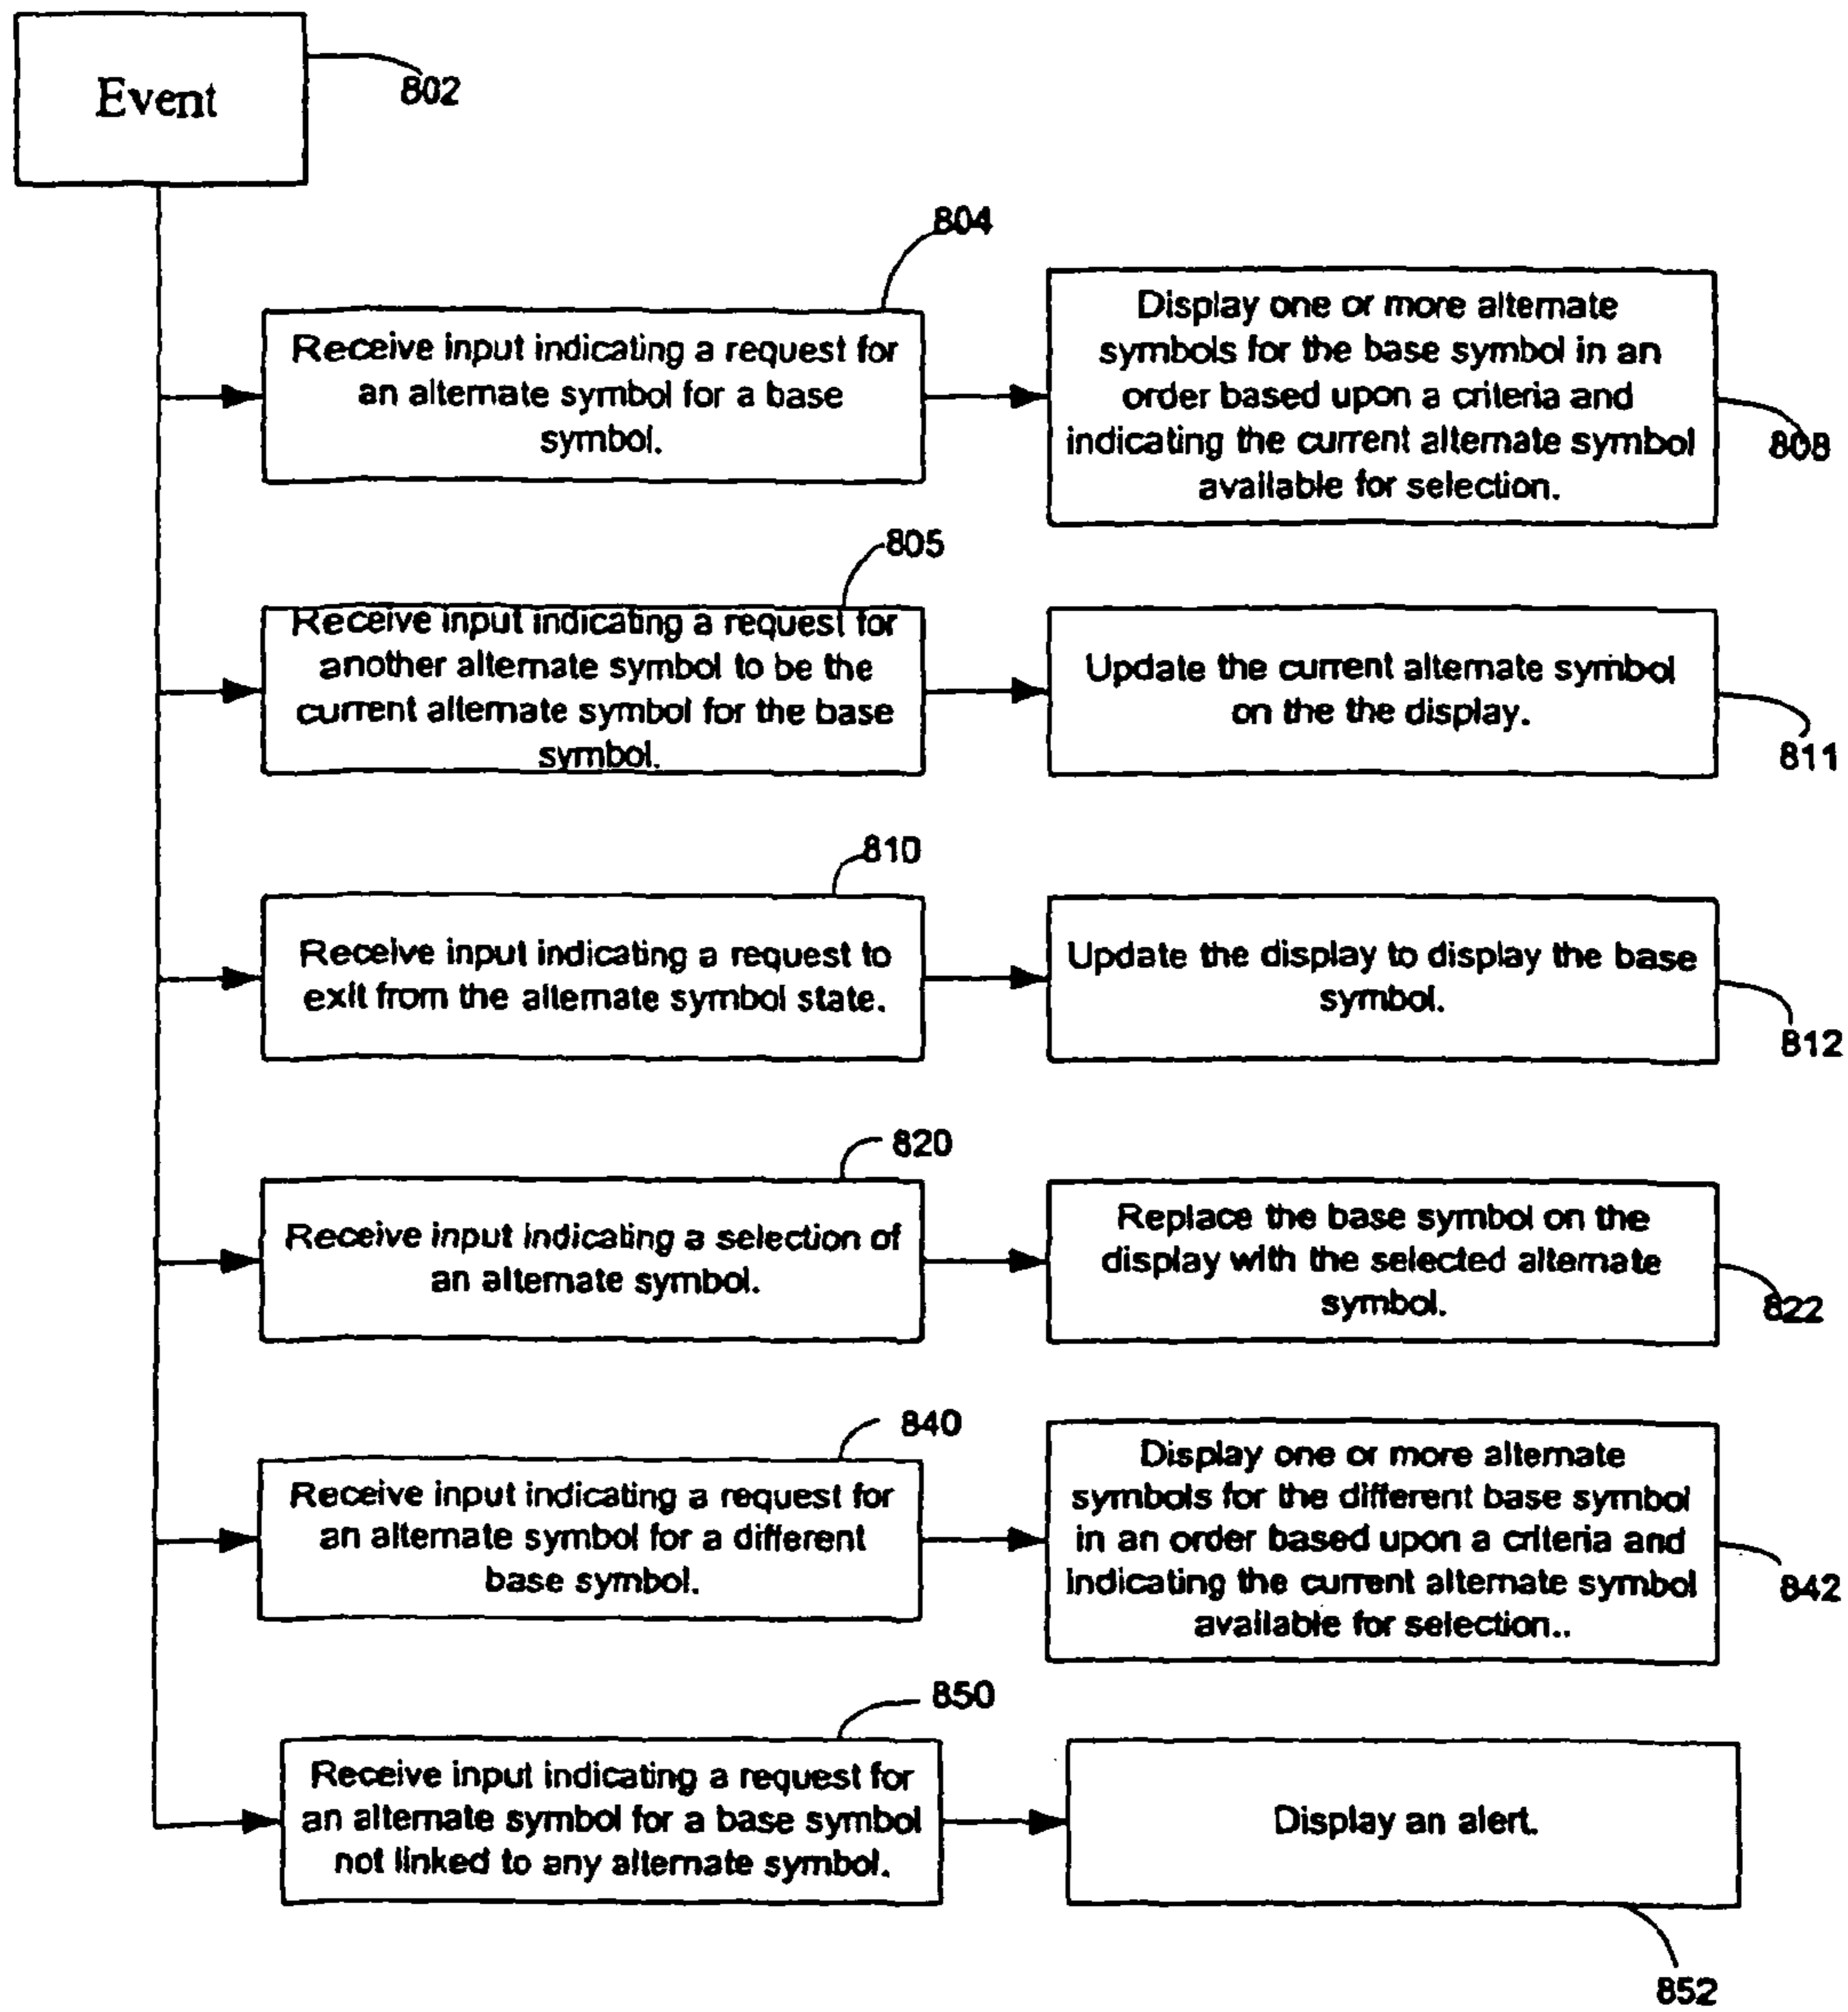 Event
802
804
Receive input indicating a request for
an alternate symbol for a base
symbol.
Display one or more alternate
symbols for the base symbol in an
order based upon a criteria and
indicating the current alternate symbol
available for selection.
808
805
Receive input indicating a request for
another alternate symbol to be the
current alternate symbol for the base
symbol.
Update the current alternate symbol
on the the display.
811
810
Receive input indicating a request to
exit from the alternate symbol state.
Update the display to display the base
symbol.
812
820
Receive input indicating a selection of
an alternate symbol.
Replace the base symbol on the
display with the selected alternate
symbol.
822
840
Receive input indicating a request for
an alternate symbol for a different
base symbol.
Display one or more alternate
symbols for the different base symbol
in an order based upon a criteria and
indicating the current alternate symbol
available for selection..
842
850
Receive input indicating a request for
an alternate symbol for a base symbol
not linked to any alternate symbol.
Display an alert.
852